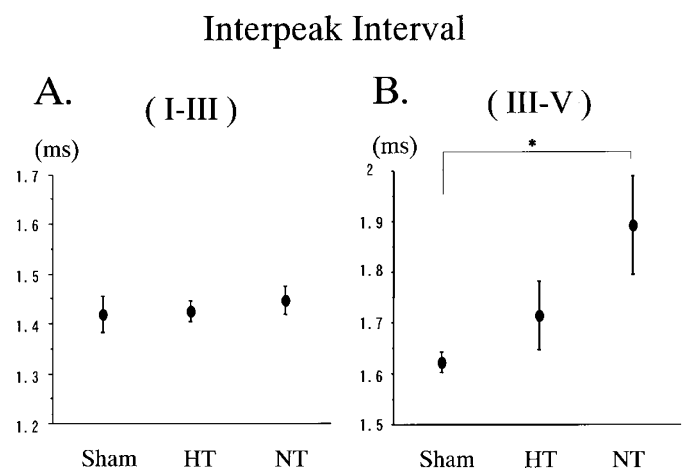 Interpeak Interval
A.
( I-III )
(ms)
1.7
1.6
1.5
1.4
1.3
1.2
Sham HT NT
B.
( III-V )
(ms)
*
2
1.9
1.8
1.7
1.6
1.5
Sham HT NT